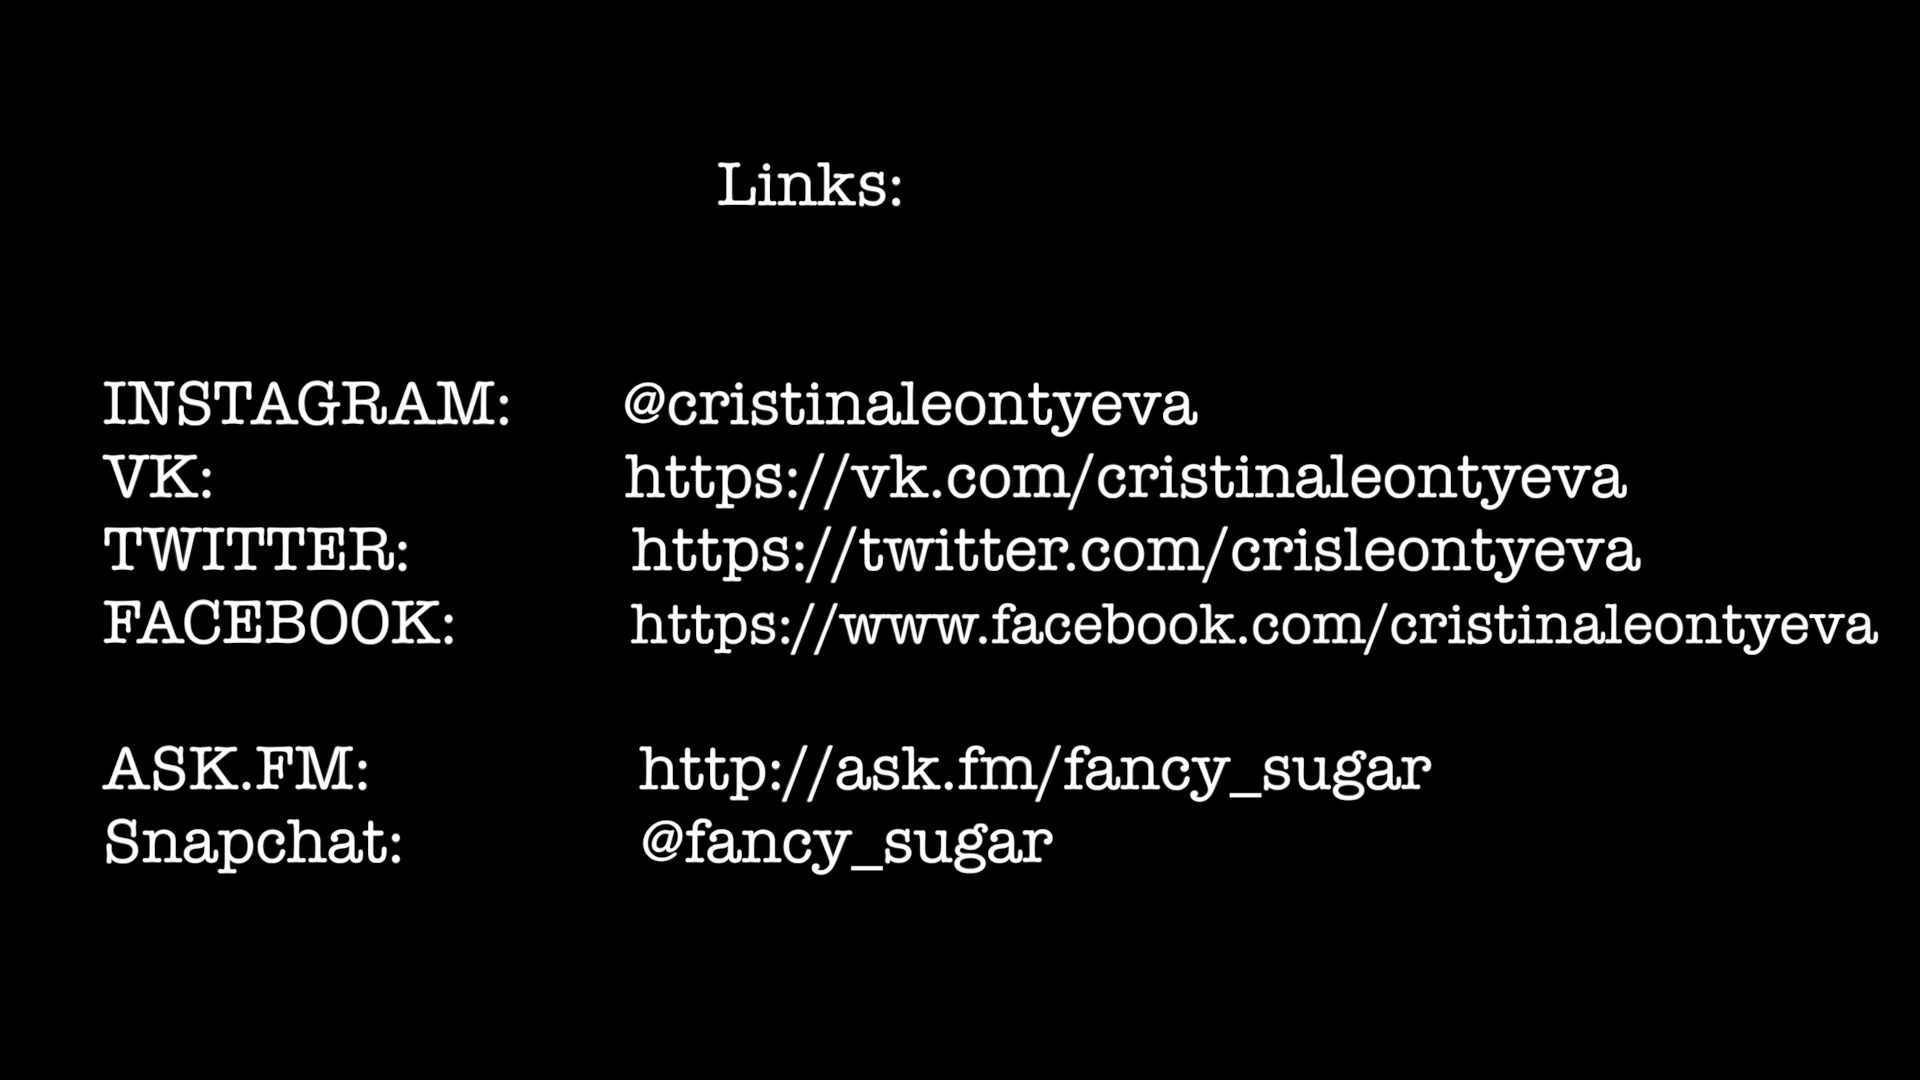 Links:
INSTAGRAM: @cristinaleontyeva
VK: https://vk.com/cristinaleontyeva
TWITTER: https://twitter.com/crisleontyeva
FACEBOOK: https://www.facebook.com/cristinaleontyeva
ASK.FM: http://ask.fm/fancy_sugar
Snapchat: @fancy_sugar